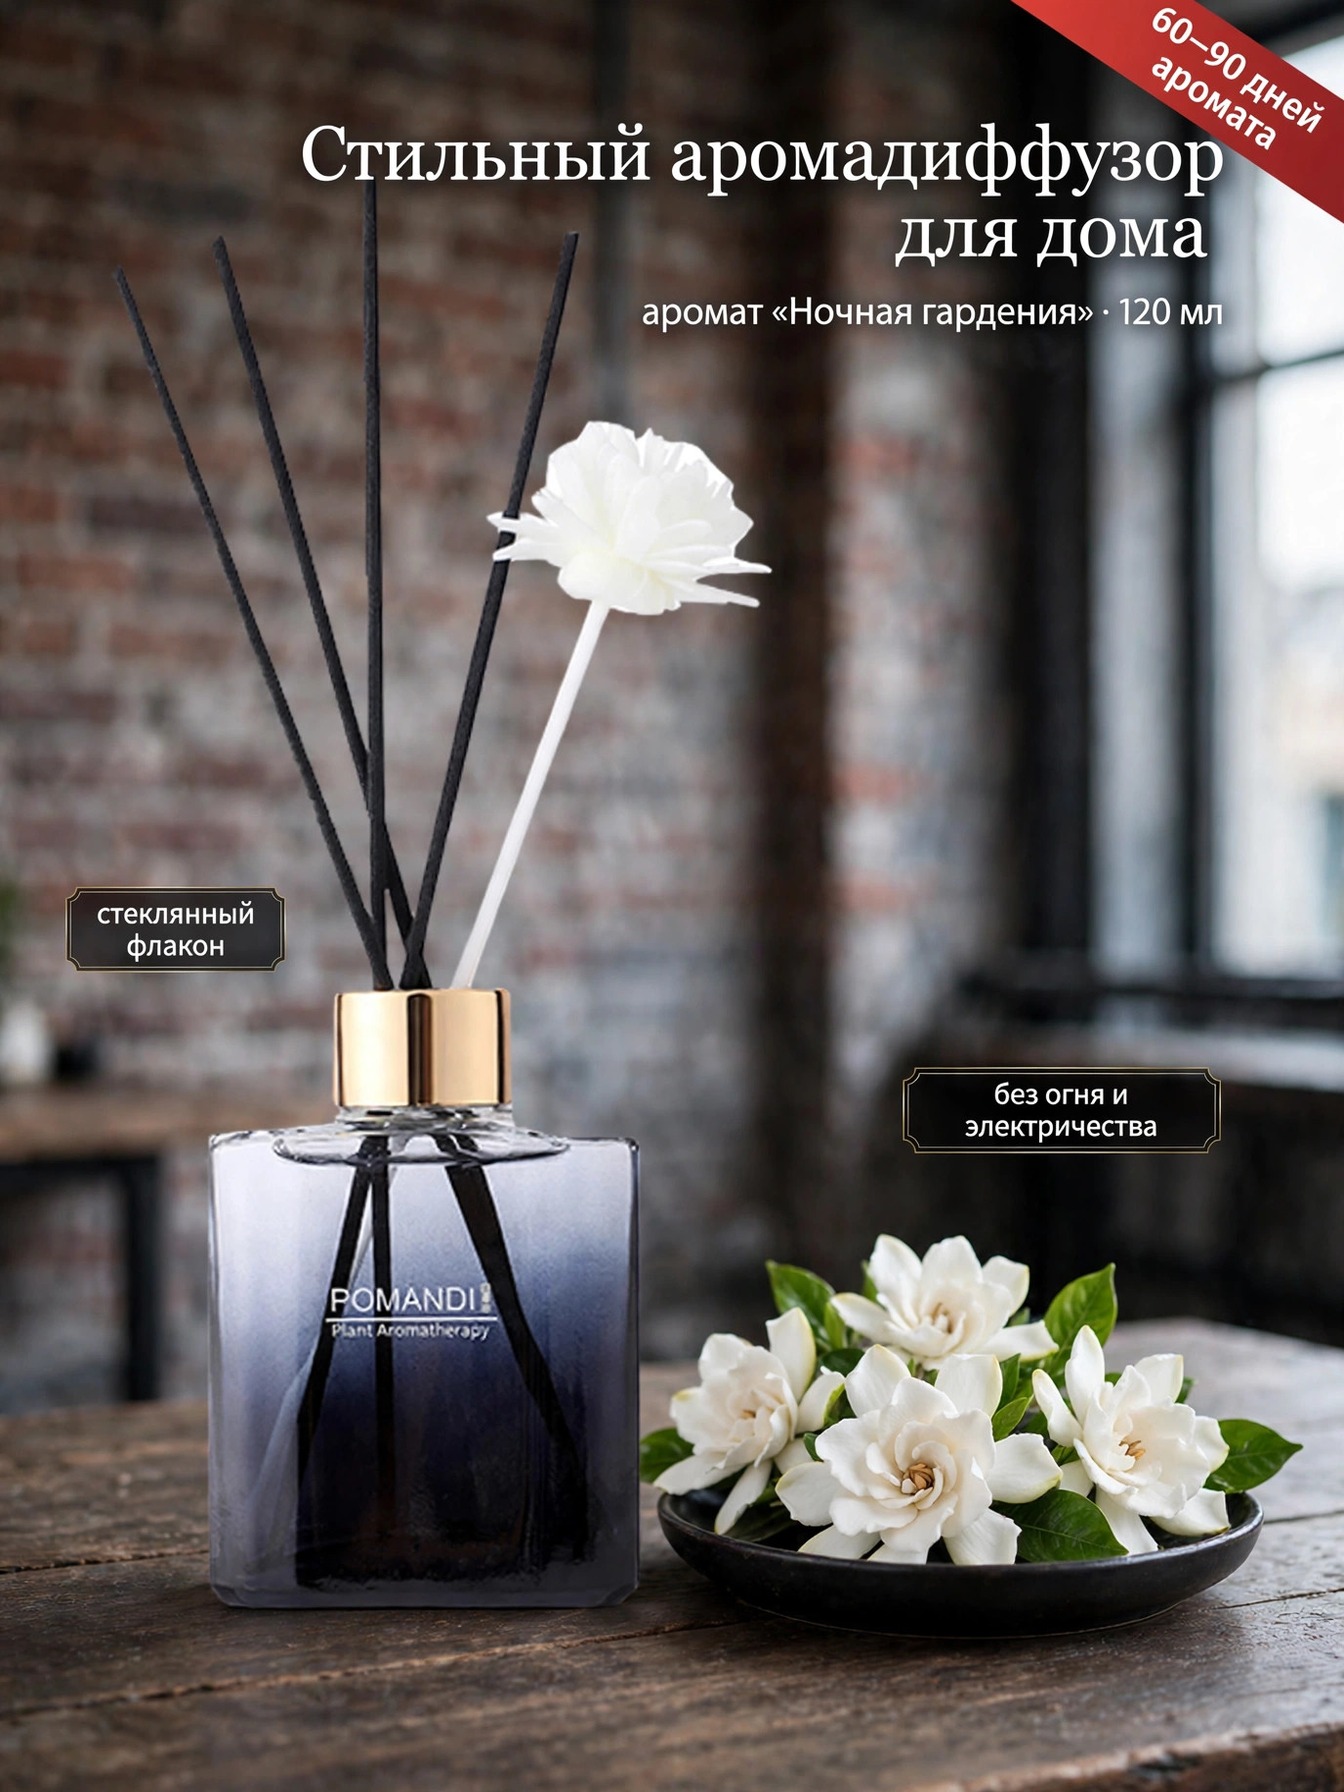 60–90 дней
аромата
Стильный аромадиффузор
для дома
аромат «Ночная гардения» · 120 мл
стеклянный
флакон
без огня и
электричества
POMANDI
Plant Aromatherapy